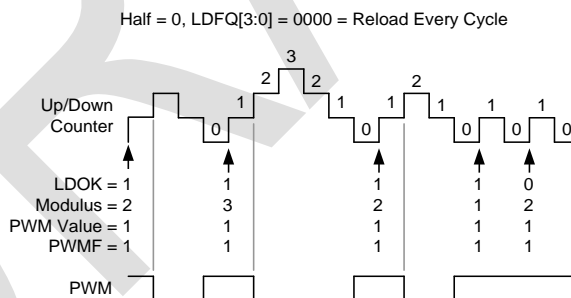 Half = 0, LDFQ[3:0] = 0000 = Reload Every Cycle
3
2 2 2
1 1 1 1 1 1
Up/Down
Counter
0 0 0 0
LDOK = 1 1 1 1 0
Modulus = 2 3 2 1 2
PWM Value = 1 1 1 1 1
PWMF = 1 1 1 1 1
PWM